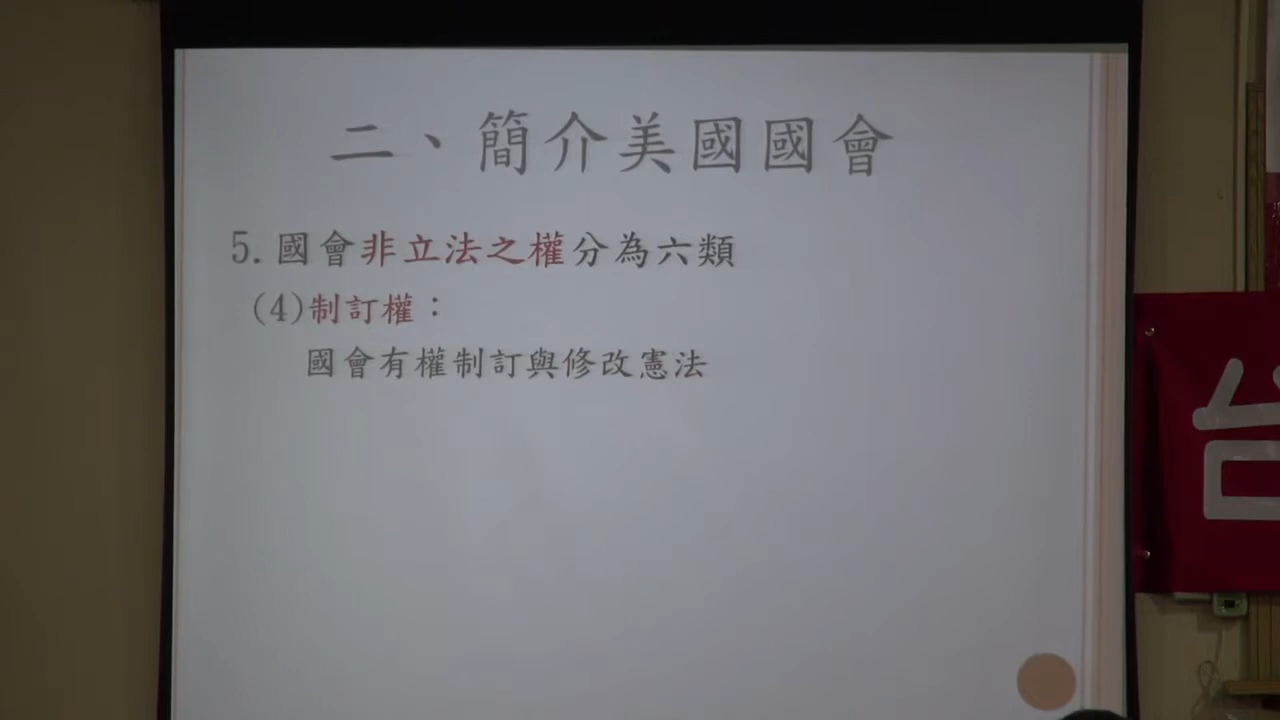 二、簡介美國國會
5.國會非立法之權分為六類
(4)制訂權：
國會有權制訂與修改憲法
台